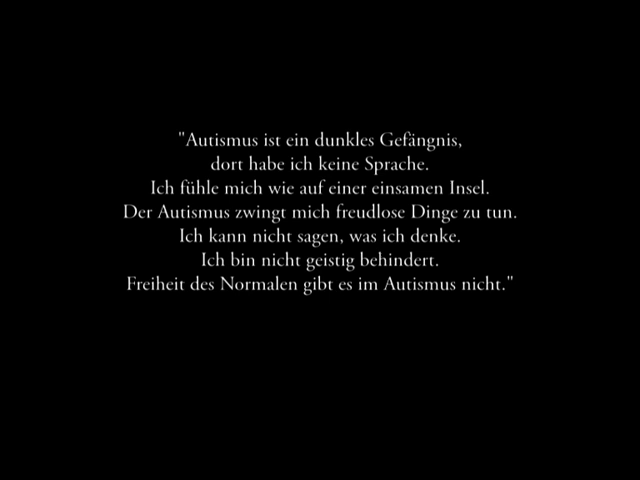 "Autismus ist ein dunkles Gefängnis,
dort habe ich keine Sprache.
Ich fühle mich wie auf einer einsamen Insel.
Der Autismus zwingt mich freudlose Dinge zu tun.
Ich kann nicht sagen, was ich denke.
Ich bin nicht geistig behindert.
Freiheit des Normalen gibt es im Autismus nicht."